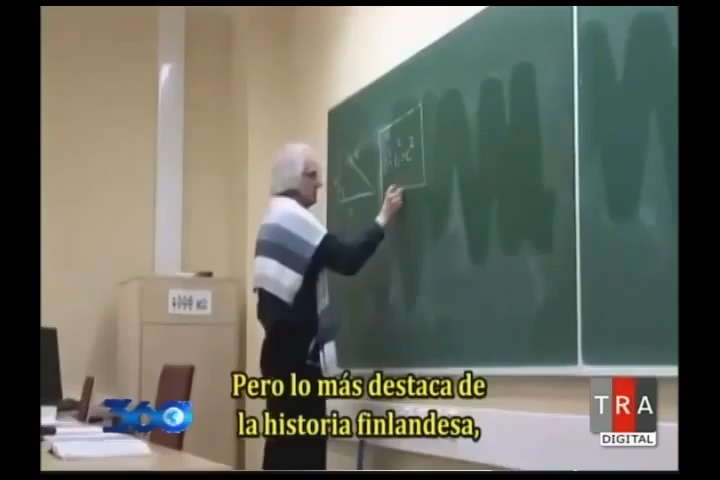 Pero lo más destaca de
la historia finlandesa,
360
TRA
DIGITAL